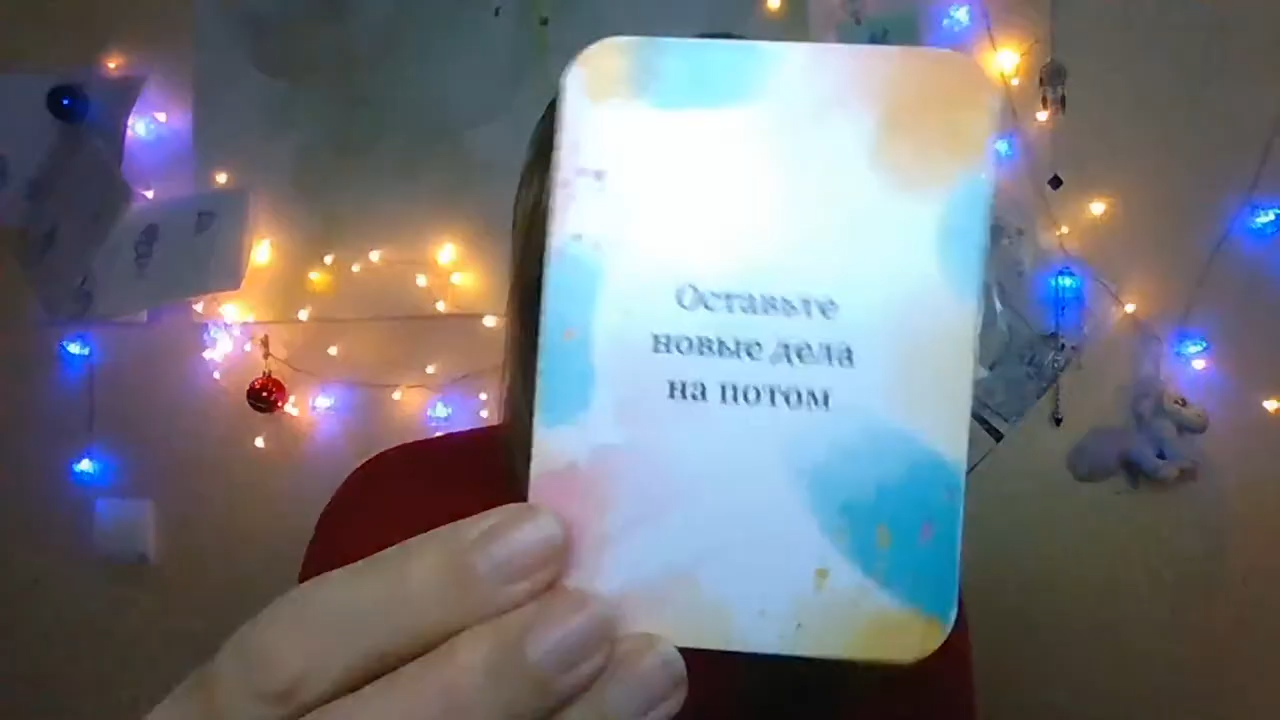 Оставьте
новые дела
на потом